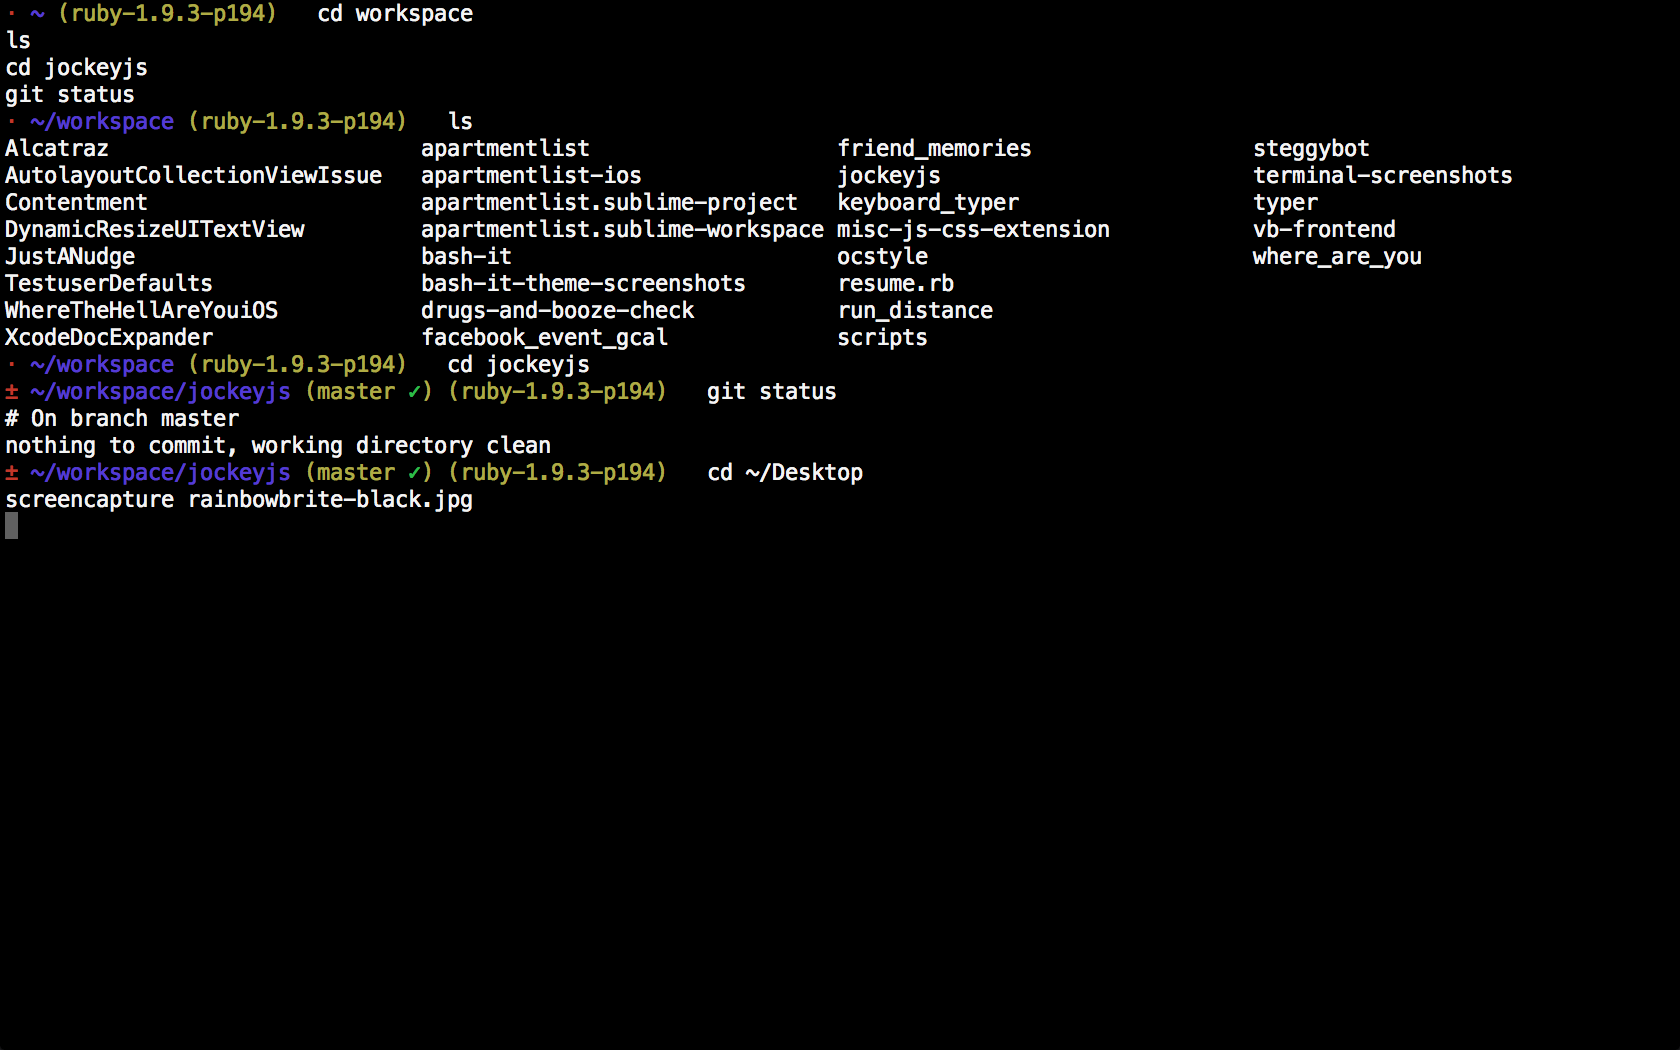 · ~ (ruby-1.9.3-p194)   cd workspace
ls
cd jockeyjs
git status
· ~/workspace (ruby-1.9.3-p194)   ls
Alcatraz                        apartmentlist                   friend_memories                 steggybot
AutolayoutCollectionViewIssue   apartmentlist-ios               jockeyjs                        terminal-screenshots
Contentment                     apartmentlist.sublime-project   keyboard_typer                  typer
DynamicResizeUITextView         apartmentlist.sublime-workspace misc-js-css-extension           vb-frontend
JustANudge                      bash-it                         ocstyle                         where_are_you
TestuserDefaults                bash-it-theme-screenshots       resume.rb
WhereTheHellAreYouiOS           drugs-and-booze-check           run_distance
XcodeDocExpander                facebook_event_gcal             scripts
· ~/workspace (ruby-1.9.3-p194)   cd jockeyjs
± ~/workspace/jockeyjs (master ✓) (ruby-1.9.3-p194)   git status
# On branch master
nothing to commit, working directory clean
± ~/workspace/jockeyjs (master ✓) (ruby-1.9.3-p194)   cd ~/Desktop
screencapture rainbowbrite-black.jpg